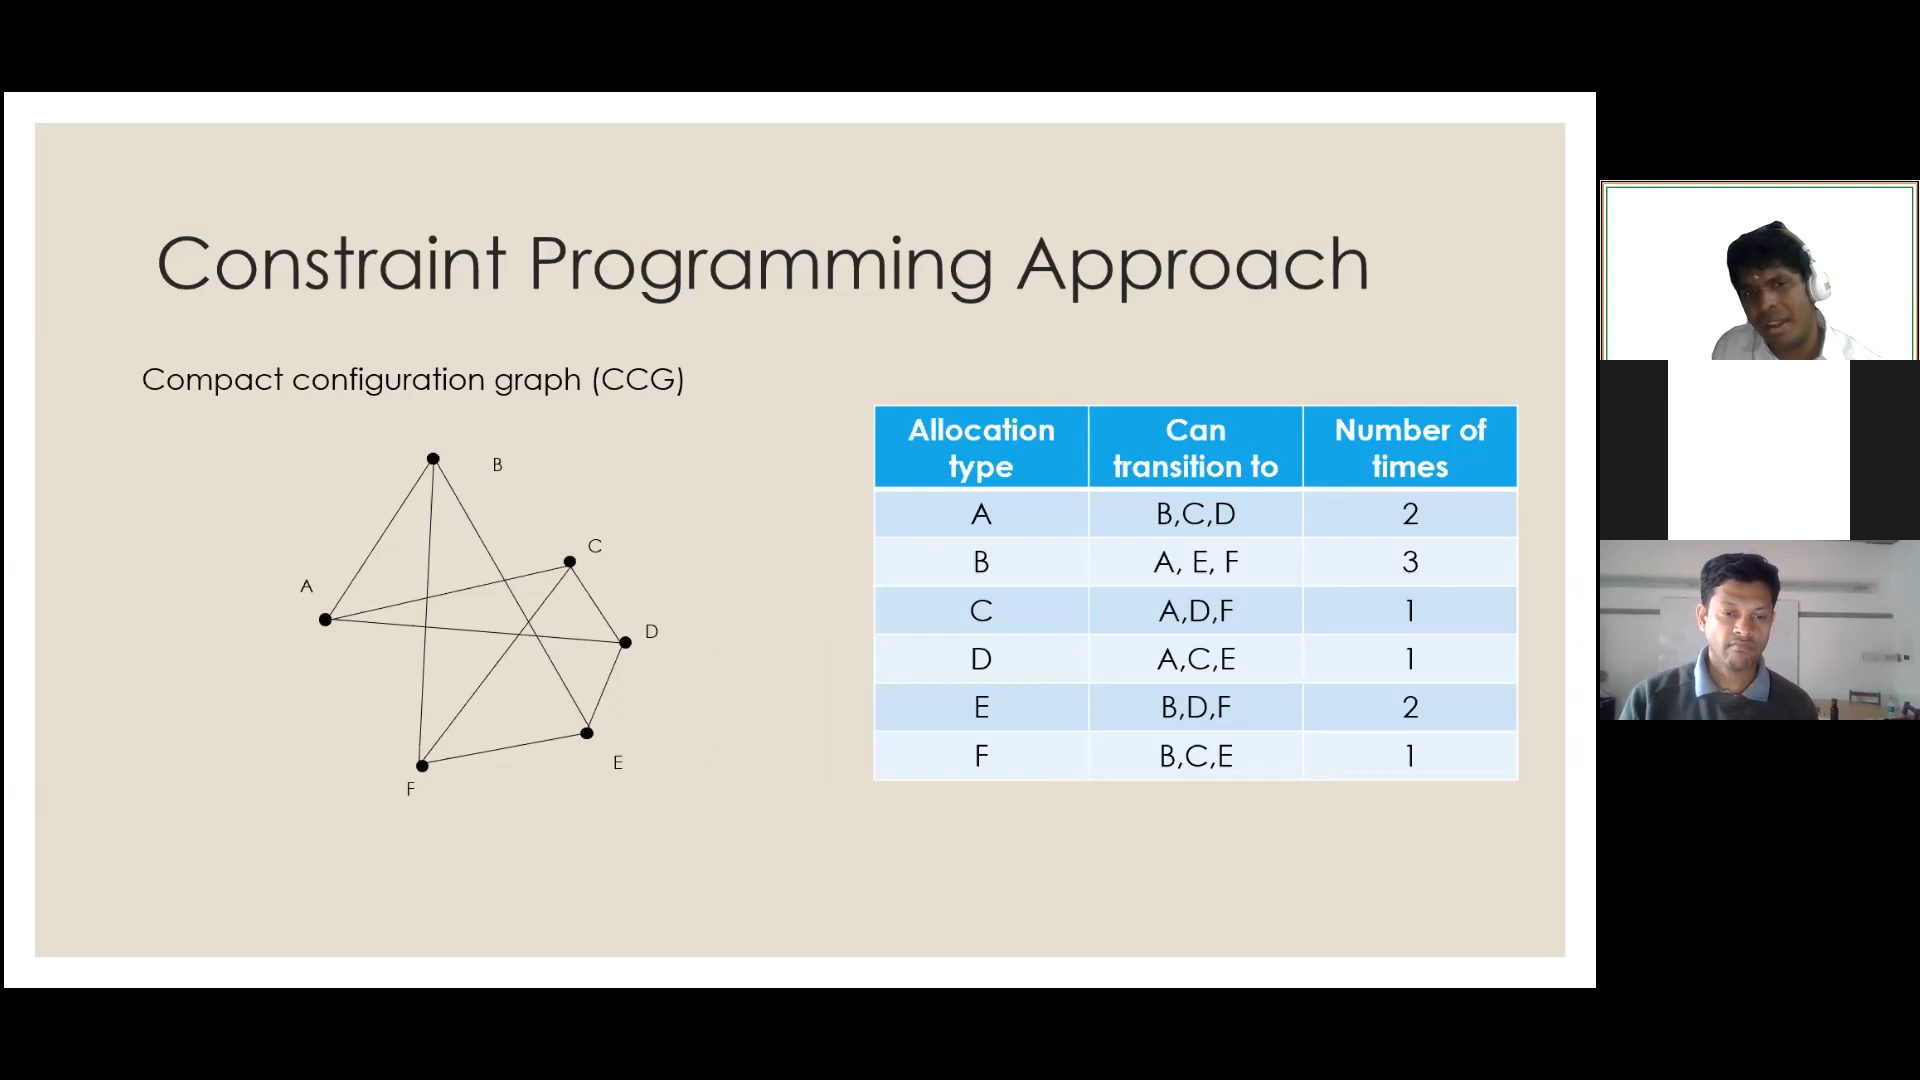 Constraint Programming Approach
Compact configuration graph (CCG)
B
C
A
D
E
F
Allocation type | Can transition to | Number of times
A | B,C,D | 2
B | A, E, F | 3
C | A,D,F | 1
D | A,C,E | 1
E | B,D,F | 2
F | B,C,E | 1